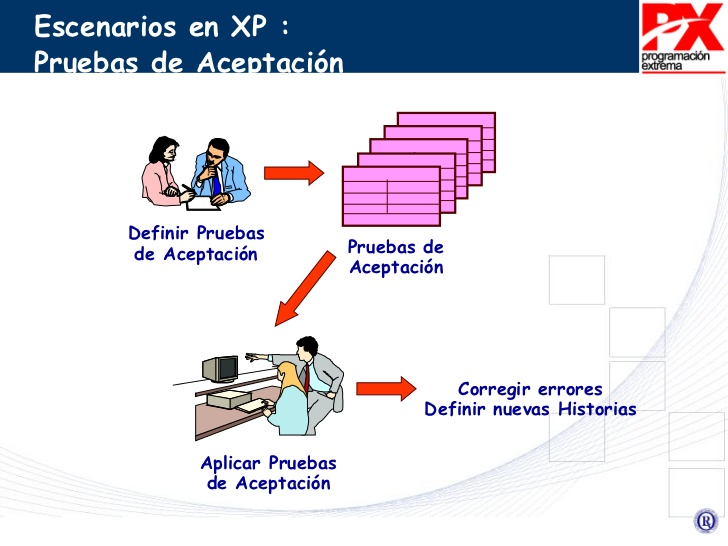 Escenarios en XP :
Pruebas de Aceptación
PX
programación
extrema
Definir Pruebas
de Aceptación
Pruebas de
Aceptación
Corregir errores
Definir nuevas Historias
Aplicar Pruebas
de Aceptación
R